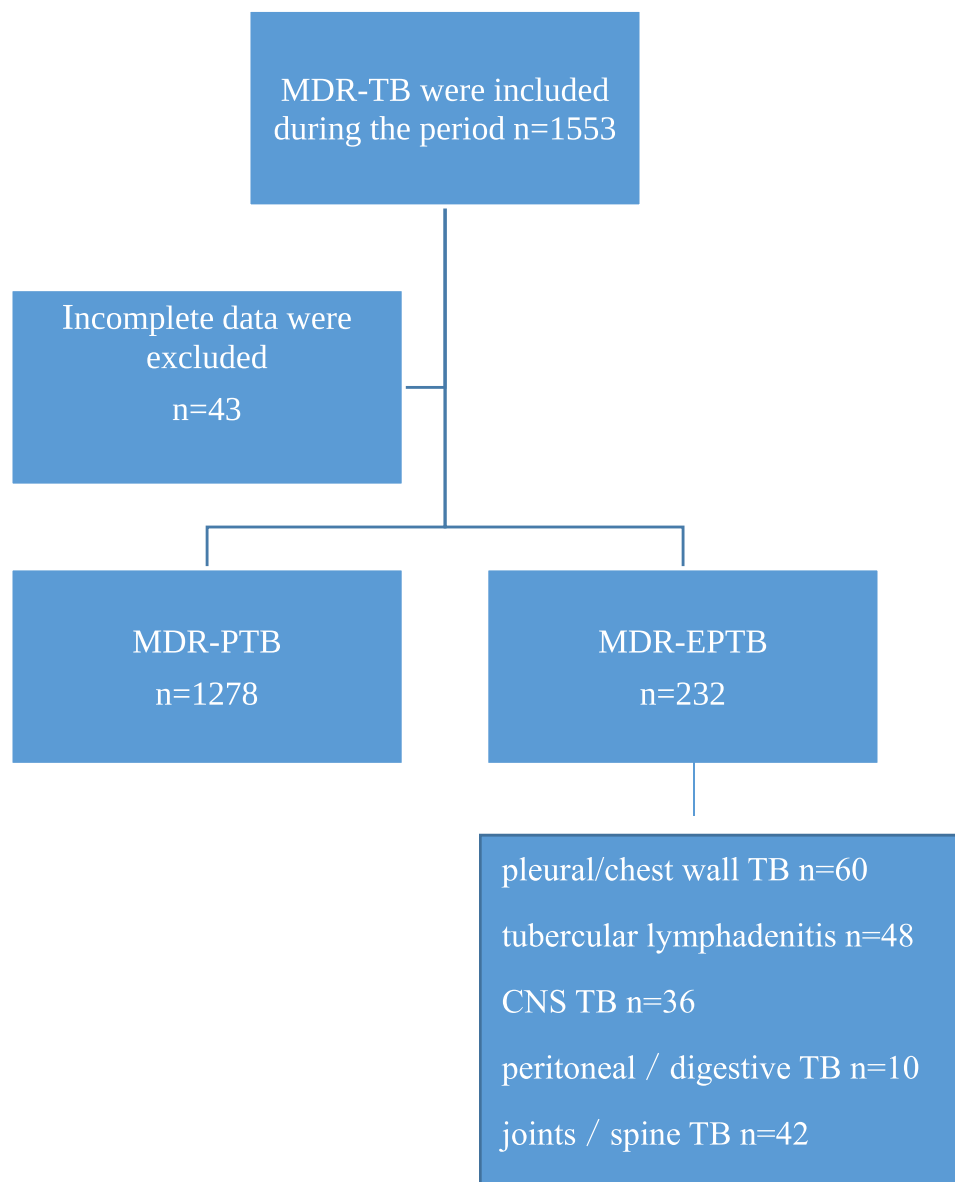 MDR-TB were included
during the period n=1553
Incomplete data were
excluded
n=43
MDR-PTB
n=1278
MDR-EPTB
n=232
pleural/chest wall TB n=60
tubercular lymphadenitis n=48
CNS TB n=36
peritoneal / digestive TB n=10
joints / spine TB n=42